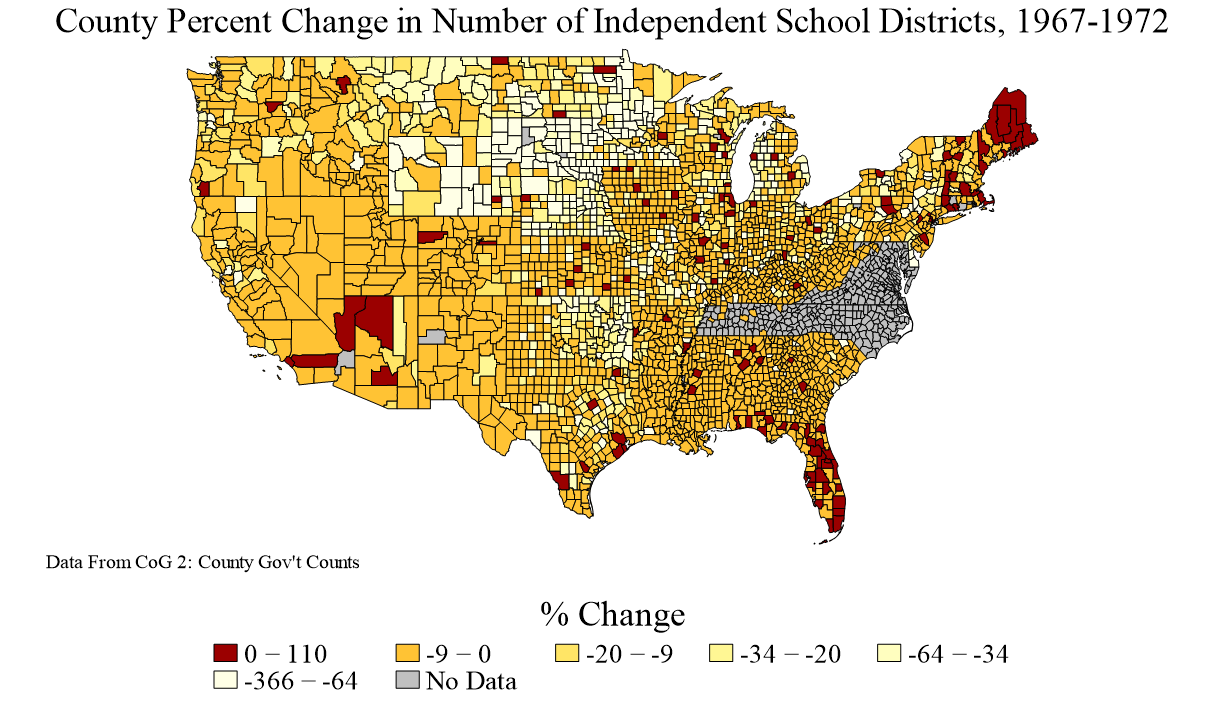 County Percent Change in Number of Independent School Districts, 1967-1972
Data From CoG 2: County Gov't Counts
% Change
0 − 110
-9 − 0
-20 − -9
-34 − -20
-64 − -34
-366 − -64
No Data